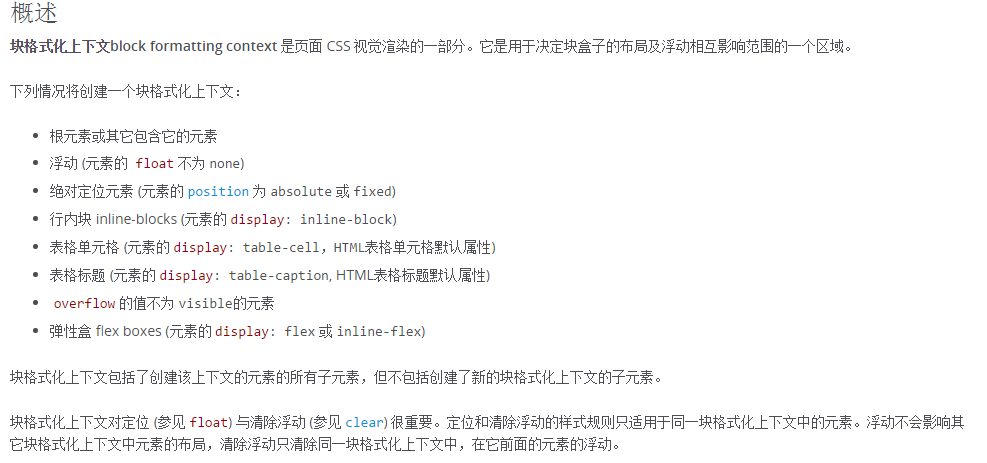 概述
块格式化上下文block formatting context 是页面 CSS 视觉渲染的一部分。它是用于决定块盒子的布局及浮动相互影响范围的一个区域。
下列情况将创建一个块格式化上下文：
根元素或其它包含它的元素
浮动 (元素的 float 不为 none)
绝对定位元素 (元素的 position 为 absolute 或 fixed)
行内块 inline-blocks (元素的 display: inline-block)
表格单元格 (元素的 display: table-cell，HTML表格单元格默认属性)
表格标题 (元素的 display: table-caption, HTML表格标题默认属性)
overflow 的值不为 visible的元素
弹性盒 flex boxes (元素的 display: flex 或 inline-flex)
块格式化上下文包括了创建该上下文的元素的所有子元素，但不包括创建了新的块格式化上下文的子元素。
块格式化上下文对定位 (参见 float) 与清除浮动 (参见 clear) 很重要。定位和清除浮动的样式规则只适用于同一块格式化上下文中的元素。浮动不会影响其
它块格式化上下文中元素的布局，清除浮动只清除同一块格式化上下文中，在它前面的元素的浮动。